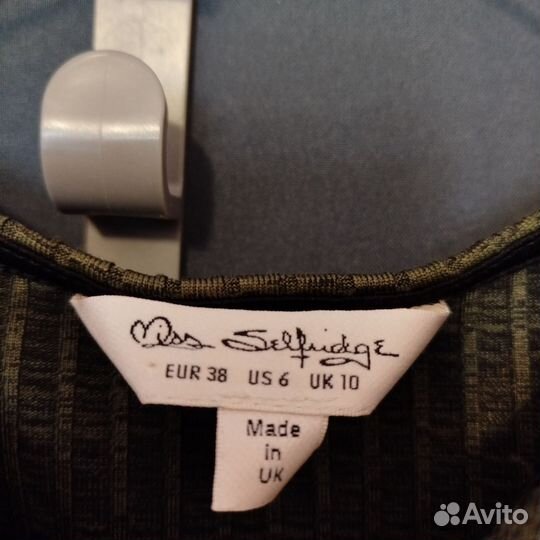 Miss Selfridge
EUR 38 US 6 UK 10
Made
in
UK
Avito